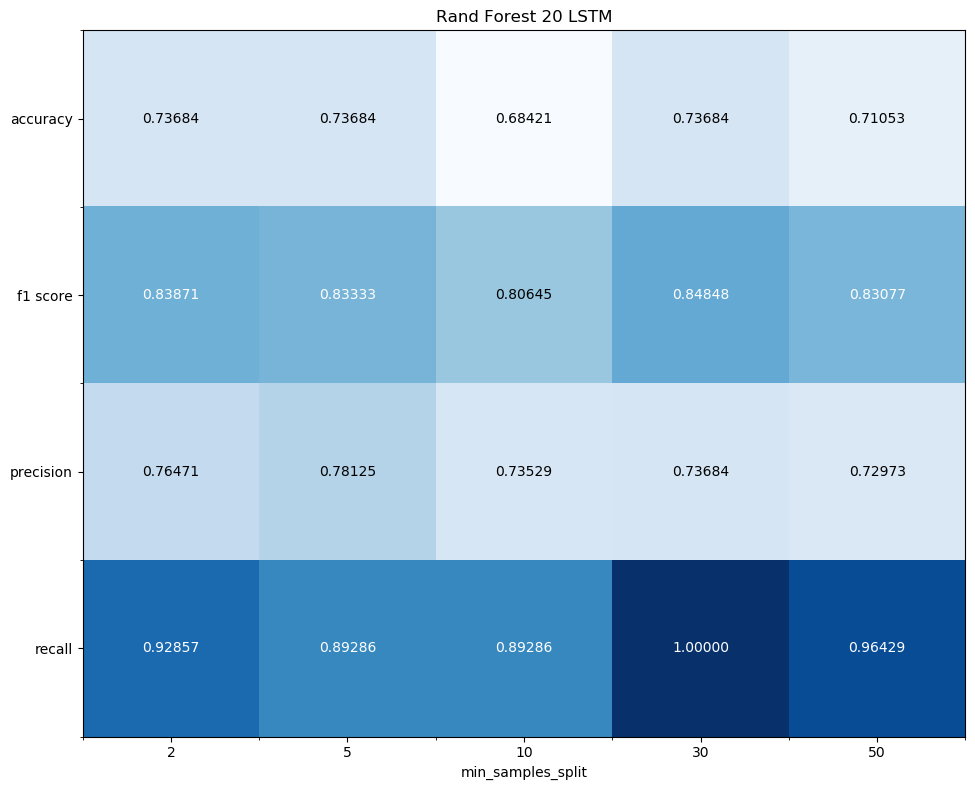 Rand Forest 20 LSTM
accuracy 0.73684 0.73684 0.68421 0.73684 0.71053
f1 score 0.83871 0.83333 0.80645 0.84848 0.83077
precision 0.76471 0.78125 0.73529 0.73684 0.72973
recall 0.92857 0.89286 0.89286 1.00000 0.96429
2 5 10 30 50
min_samples_split